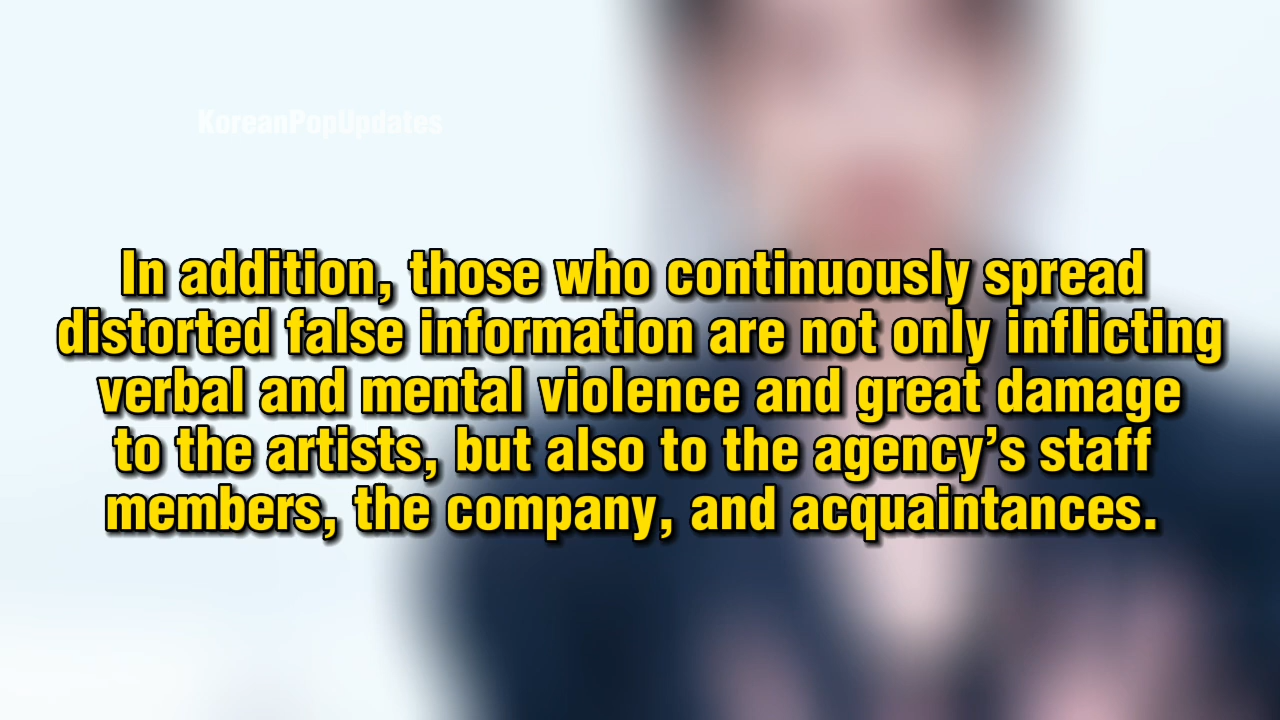 KoreanPopUpdates
In addition, those who continuously spread
distorted false information are not only inflicting
verbal and mental violence and great damage
to the artists, but also to the agency’s staff
members, the company, and acquaintances.